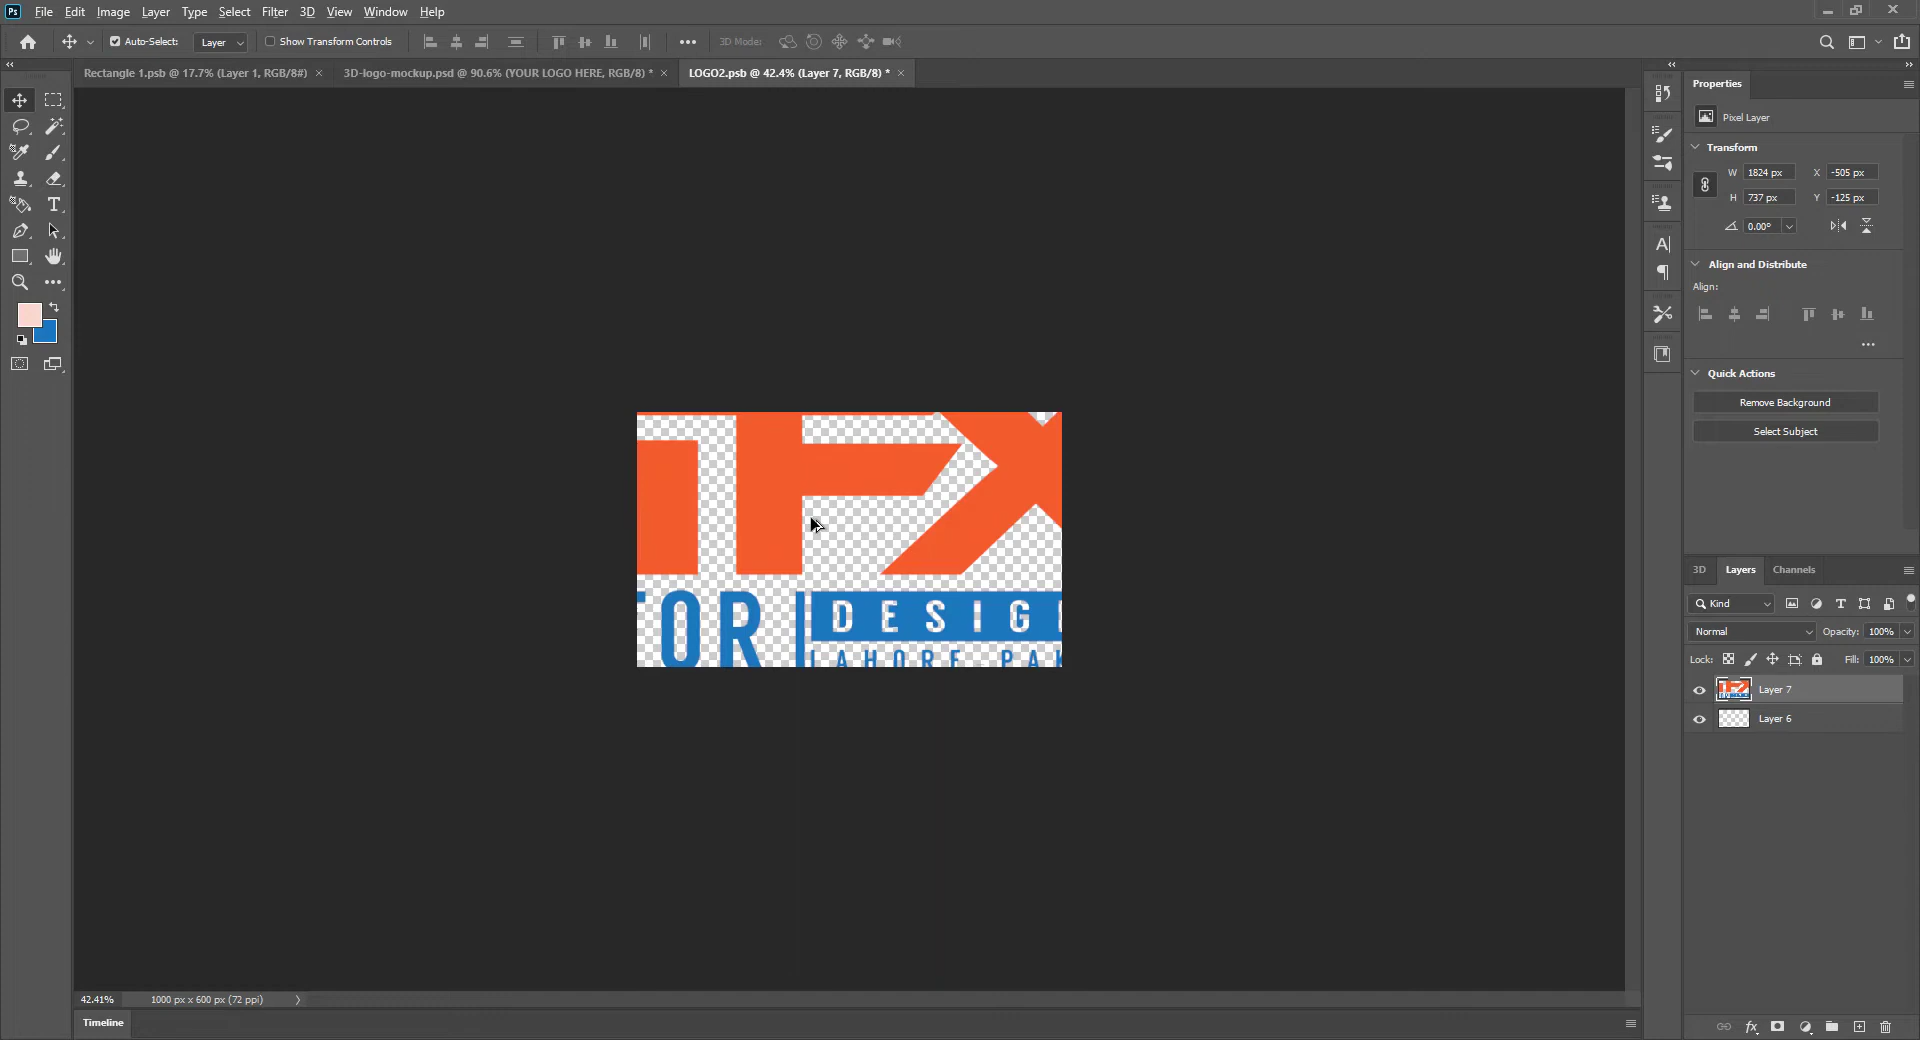 Ps File Edit Image Layer Type Select Filter 3D View Window Help
Auto-Select: Layer Show Transform Controls 3D Mode:
Rectangle 1.psb @ 17.7% (Layer 1, RGB/8#) × 3D-logo-mockup.psd @ 90.6% (YOUR LOGO HERE, RGB/8) * × LOGO2.psb @ 42.4% (Layer 7, RGB/8) * ×
Properties
Pixel Layer
Transform
W 1824 px X -505 px
H 737 px Y -125 px
0.00°
Align and Distribute
Align:
Quick Actions
Remove Background
Select Subject
TOR DESIG
LAHORE - PAK
3D Layers Channels
Kind
Normal Opacity: 100%
Lock: Fill: 100%
Layer 7
Layer 6
fx
42.41% 1000 px x 600 px (72 ppi)
Timeline